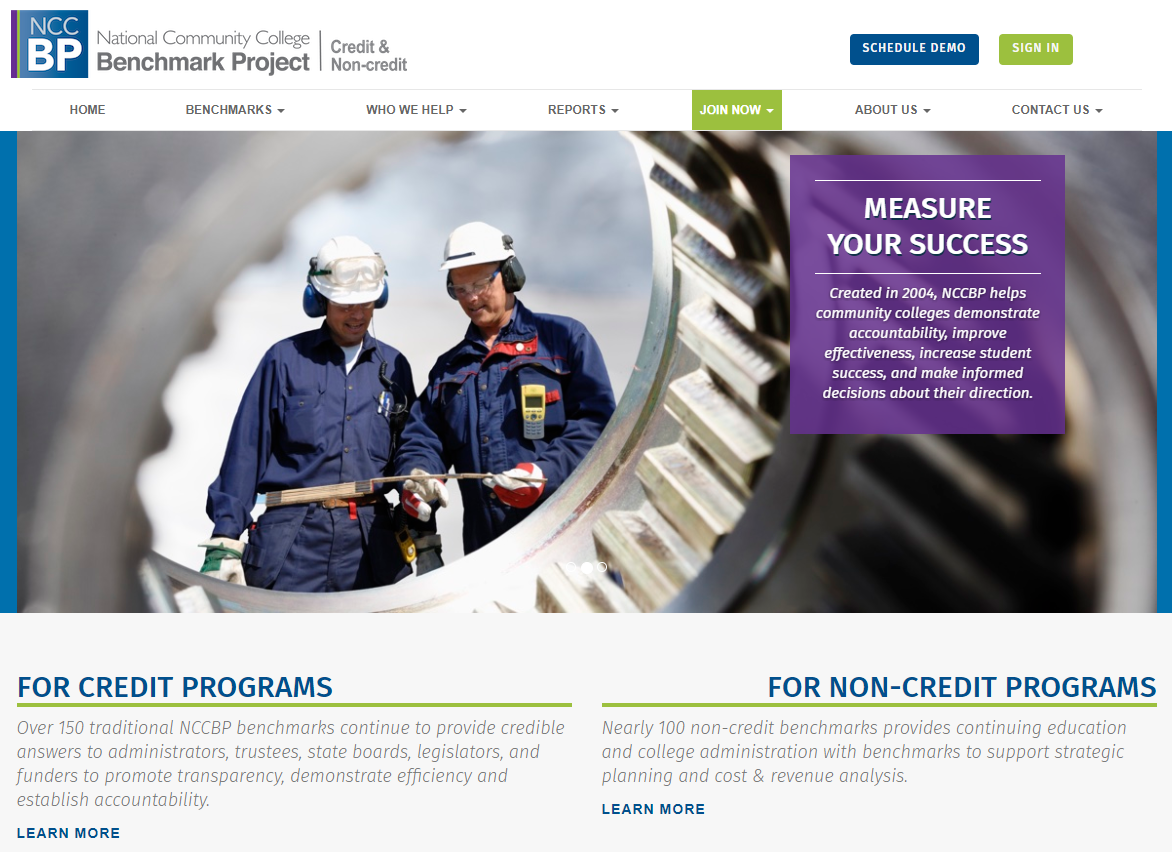 NCC
BP
National Community College
Benchmark Project
Credit &
Non-credit
SCHEDULE DEMO
SIGN IN
HOME
BENCHMARKS
WHO WE HELP
REPORTS
JOIN NOW
ABOUT US
CONTACT US
MEASURE
YOUR SUCCESS
Created in 2004, NCCBP helps
community colleges demonstrate
accountability, improve
effectiveness, increase student
success, and make informed
decisions about their direction.
FOR CREDIT PROGRAMS
Over 150 traditional NCCBP benchmarks continue to provide credible
answers to administrators, trustees, state boards, legislators, and
funders to promote transparency, demonstrate efficiency and
establish accountability.
LEARN MORE
FOR NON-CREDIT PROGRAMS
Nearly 100 non-credit benchmarks provides continuing education
and college administration with benchmarks to support strategic
planning and cost & revenue analysis.
LEARN MORE